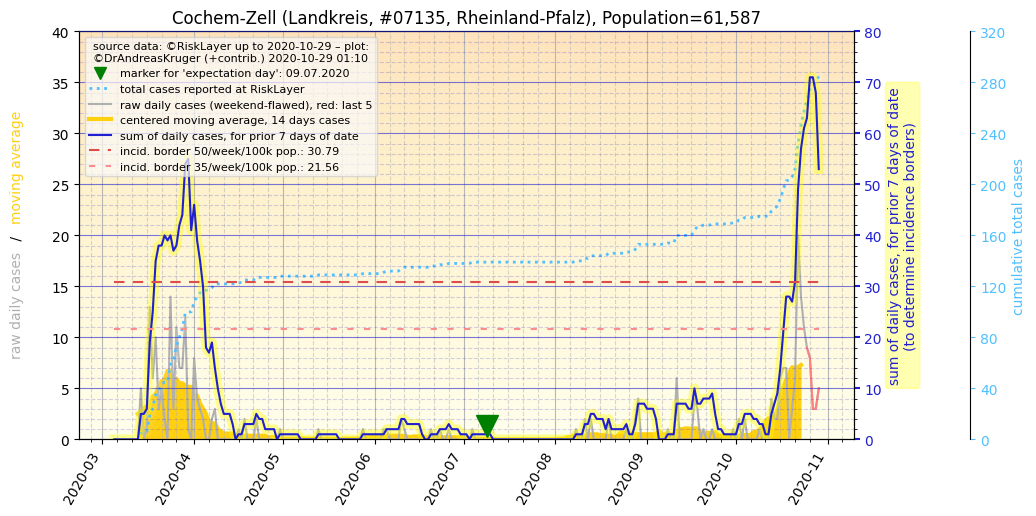 Cochem-Zell (Landkreis, #07135, Rheinland-Pfalz), Population=61,587
source data: ©RiskLayer up to 2020-10-29 – plot:
©DrAndreasKruger (+contrib.) 2020-10-29 01:10
marker for 'expectation day': 09.07.2020
total cases reported at RiskLayer
raw daily cases (weekend-flawed), red: last 5
centered moving average, 14 days cases
sum of daily cases, for prior 7 days of date
incid. border 50/week/100k pop.: 30.79
incid. border 35/week/100k pop.: 21.56
raw daily cases / moving average
40
35
30
25
20
15
10
5
0
2020-03
2020-04
2020-05
2020-06
2020-07
2020-08
2020-09
2020-10
2020-11
80
70
60
50
40
30
20
10
0
sum of daily cases, for prior 7 days of date
(to determine incidence borders)
320
280
240
200
160
120
80
40
0
cumulative total cases